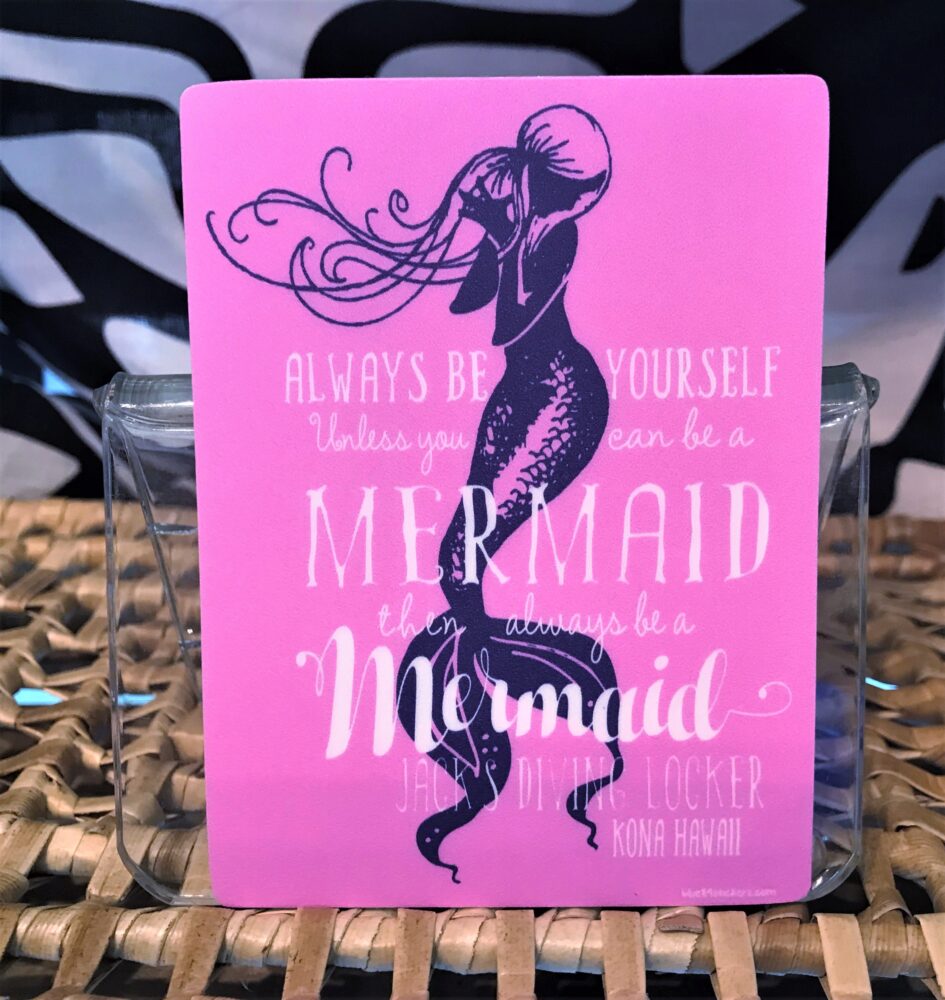 ALWAYS BE YOURSELF
Unless you can be a
MERMAID
then always be a
Mermaid
JACK'S DIVING LOCKER
KONA HAWAII